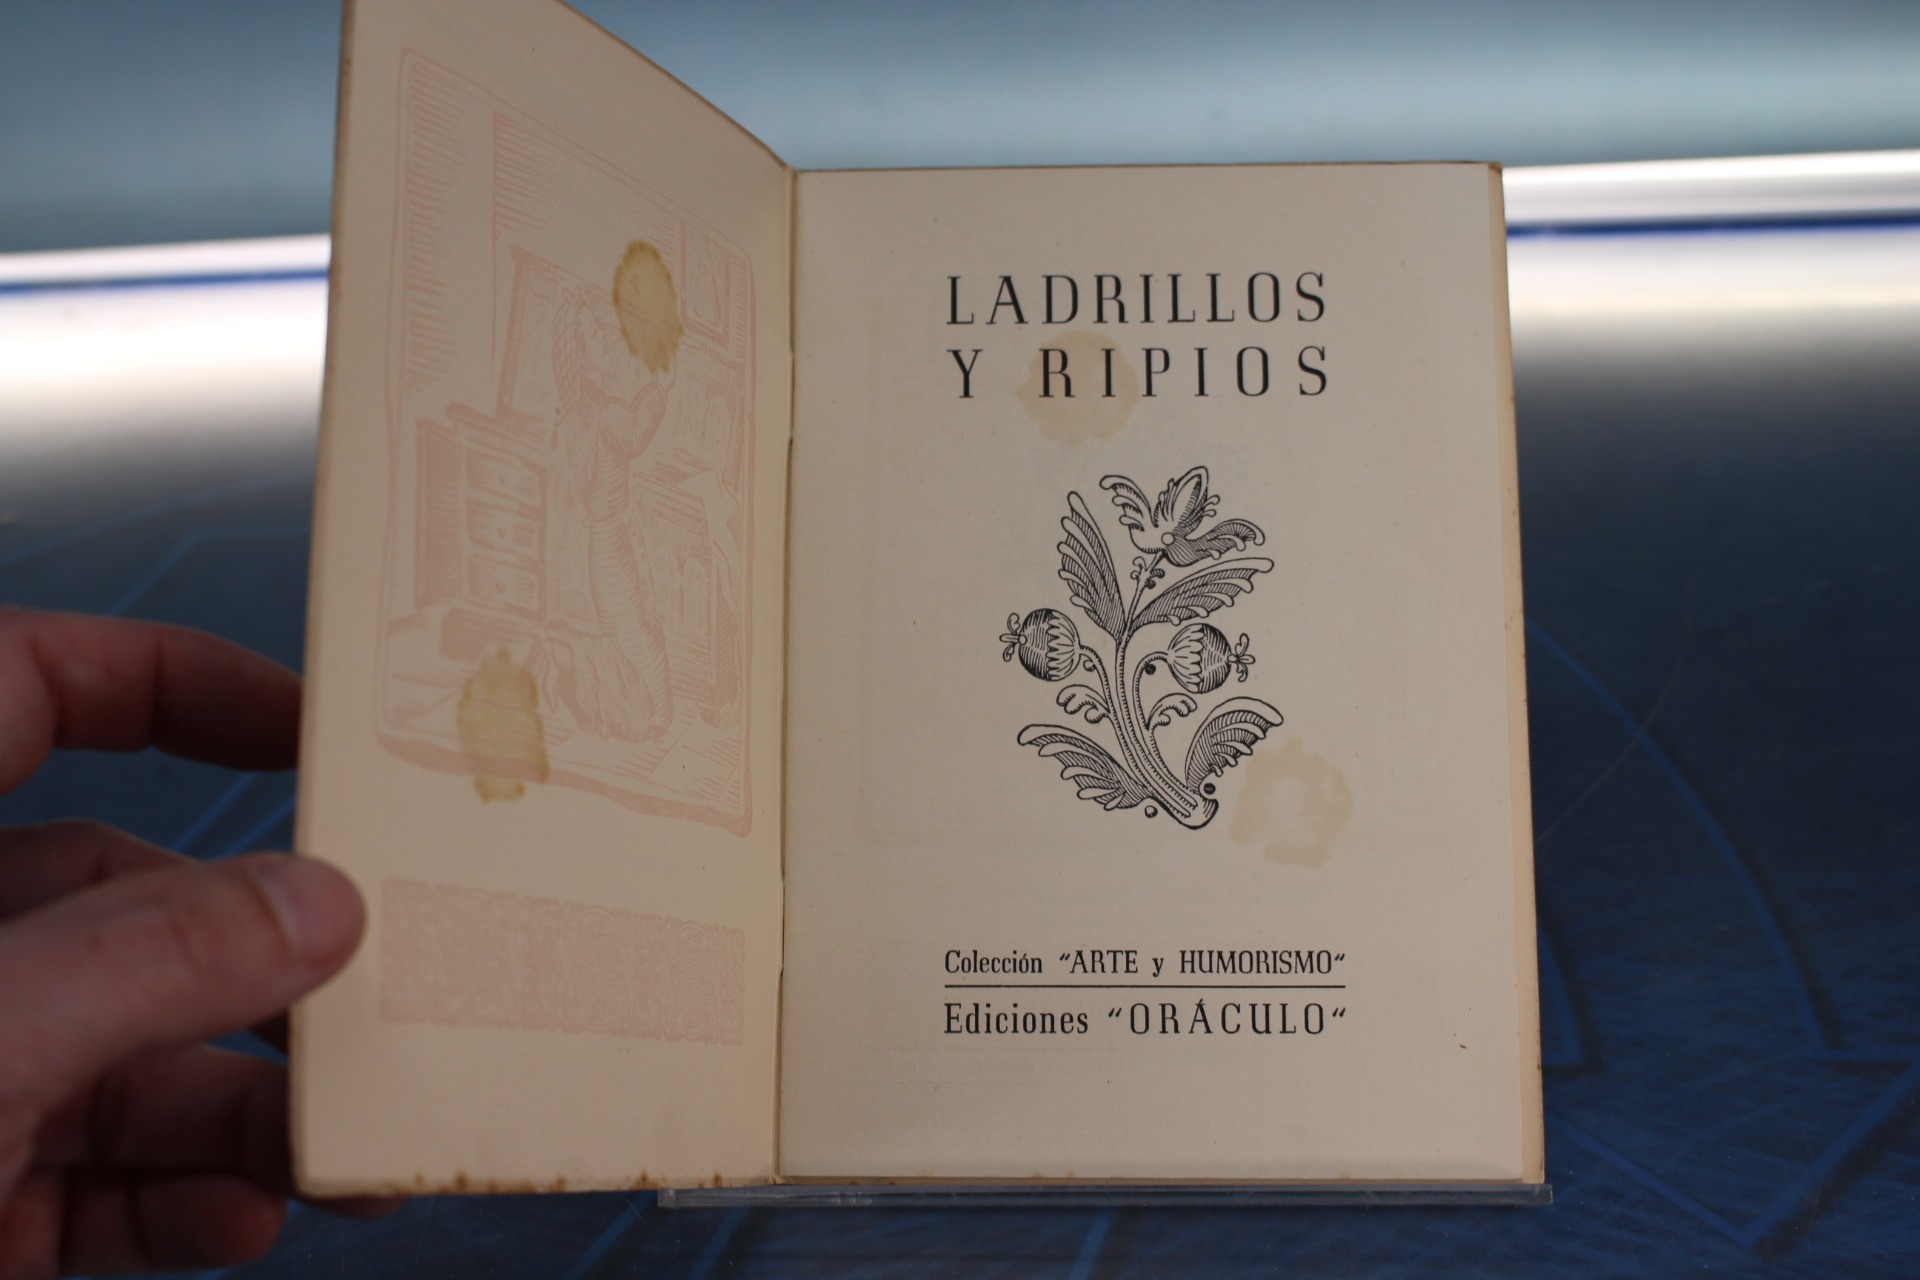 LADRILLOS
Y RIPIOS
Colección “ARTE y HUMORISMO“
Ediciones “ORÁCULO“